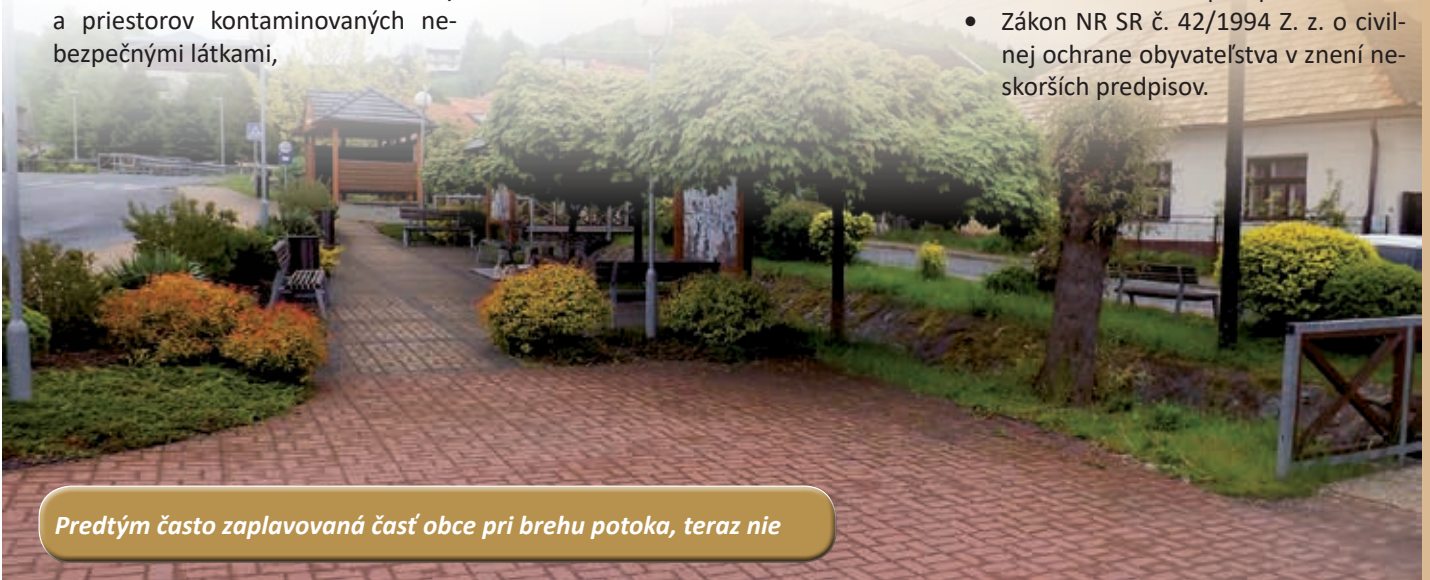 a priestorov kontaminovaných ne-
bezpečnými látkami,
• Zákon NR SR č. 42/1994 Z. z. o civil-
nej ochrane obyvateľstva v znení ne-
skorších predpisov.
Predtým často zaplavovaná časť obce pri brehu potoka, teraz nie